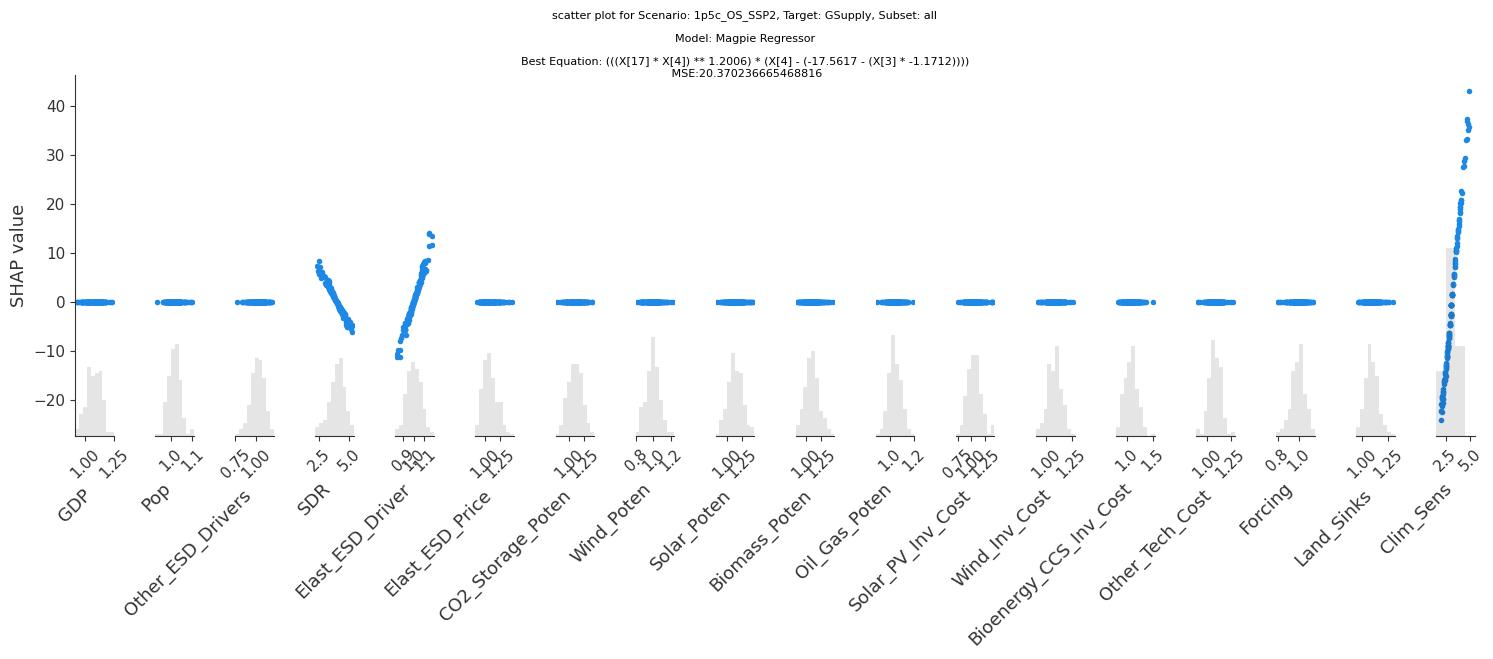 scatter plot for Scenario: 1p5c_OS_SSP2, Target: GSupply, Subset: all
Model: Magpie Regressor
Best Equation: (((X[17] * X[4]) ** 1.2006) * (X[4] - (-17.5617 - (X[3] * -1.1712))))
MSE:20.370236665468816
SHAP value
40
30
20
10
0
−10
−20
1.00 1.25
GDP
1.0 1.1
Pop
0.75 1.00
Other_ESD_Drivers
2.5 5.0
SDR
0.9 1.0 1.1
Elast_ESD_Driver
1.00 1.25
Elast_ESD_Price
1.00 1.25
CO2_Storage_Poten
0.8 1.0 1.2
Wind_Poten
1.00 1.25
Solar_Poten
1.00 1.25
Biomass_Poten
1.0 1.2
Oil_Gas_Poten
0.75 1.00 1.25
Solar_PV_Inv_Cost
1.00 1.25
Wind_Inv_Cost
1.0 1.5
Bioenergy_CCS_Inv_Cost
1.00 1.25
Other_Tech_Cost
0.8 1.0
Forcing
1.00 1.25
Land_Sinks
2.5 5.0
Clim_Sens